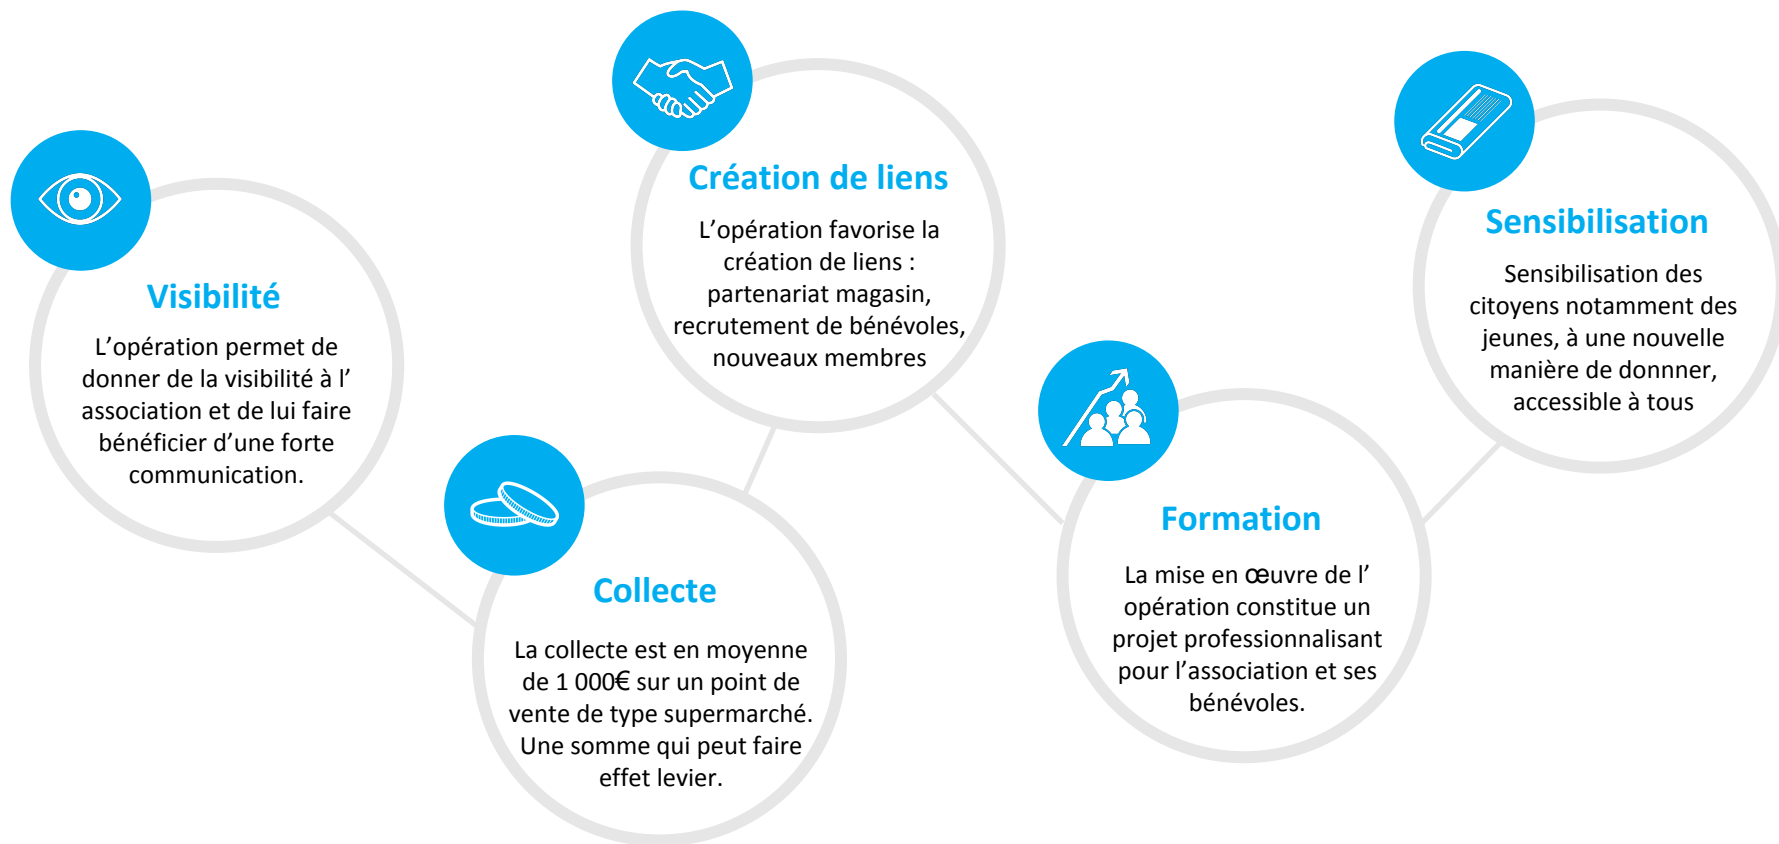 Visibilité
L’opération permet de
donner de la visibilité à l’
association et de lui faire
bénéficier d’une forte
communication.
Collecte
La collecte est en moyenne
de 1 000€ sur un point de
vente de type supermarché.
Une somme qui peut faire
effet levier.
Création de liens
L’opération favorise la
création de liens :
partenariat magasin,
recrutement de bénévoles,
nouveaux membres
Formation
La mise en œuvre de l’
opération constitue un
projet professionnalisant
pour l’association et ses
bénévoles.
Sensibilisation
Sensibilisation des
citoyens notamment des
jeunes, à une nouvelle
manière de donnner,
accessible à tous